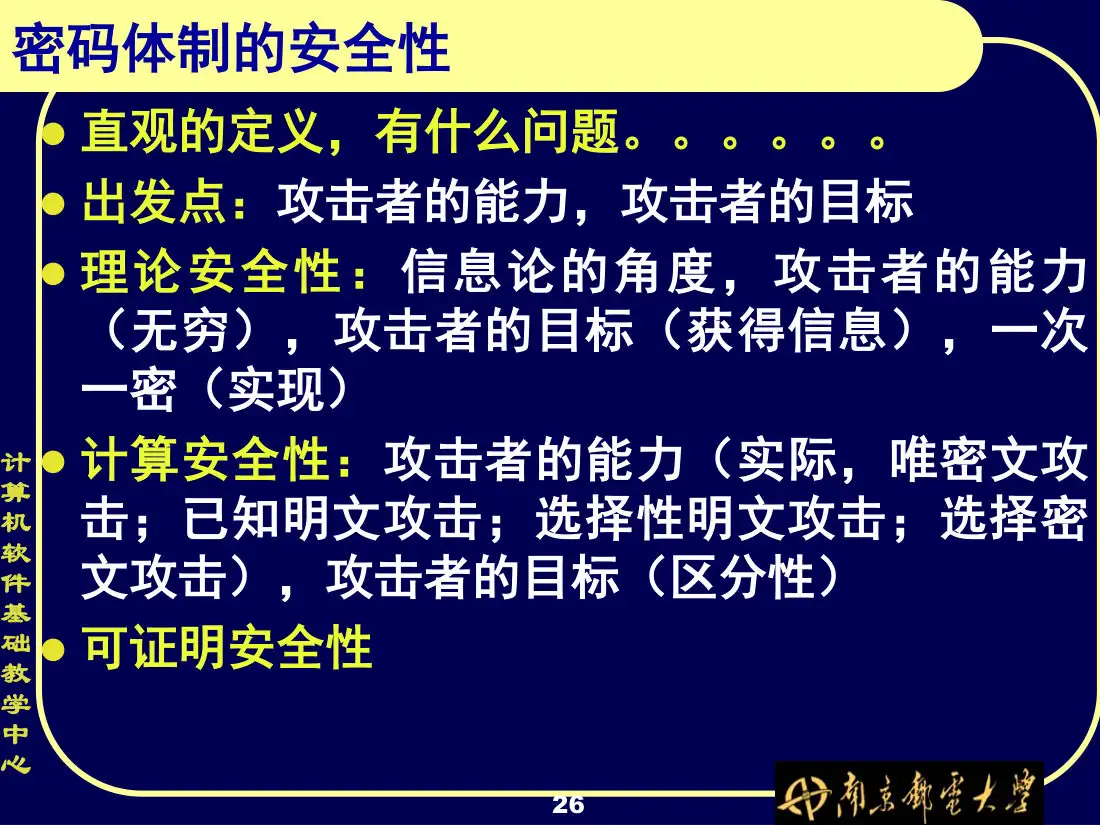 密码体制的安全性
直观的定义，有什么问题。。。。。。
出发点：攻击者的能力，攻击者的目标
理论安全性：信息论的角度，攻击者的能力
（无穷），攻击者的目标（获得信息），一次
一密（实现）
计算安全性：攻击者的能力（实际，唯密文攻
击；已知明文攻击；选择性明文攻击；选择密
文攻击），攻击者的目标（区分性）
可证明安全性
计算机软件基础教学中心
26
南京郵電大學